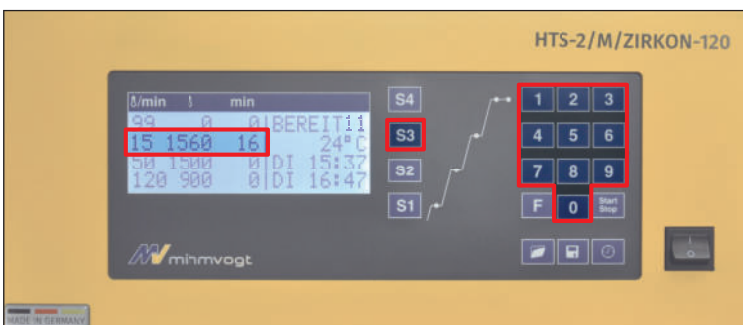 HTS-2/M/ZIRKON-120
ϑ/min ϑ min
99 0 0 BEREIT 11
15 1560 16 24°C
50 1500 0 DI 15:37
120 900 0 DI 16:47
S4
S3
S2
S1
1 2 3
4 5 6
7 8 9
F 0 Start Stop
mihmvogt
MADE IN GERMANY